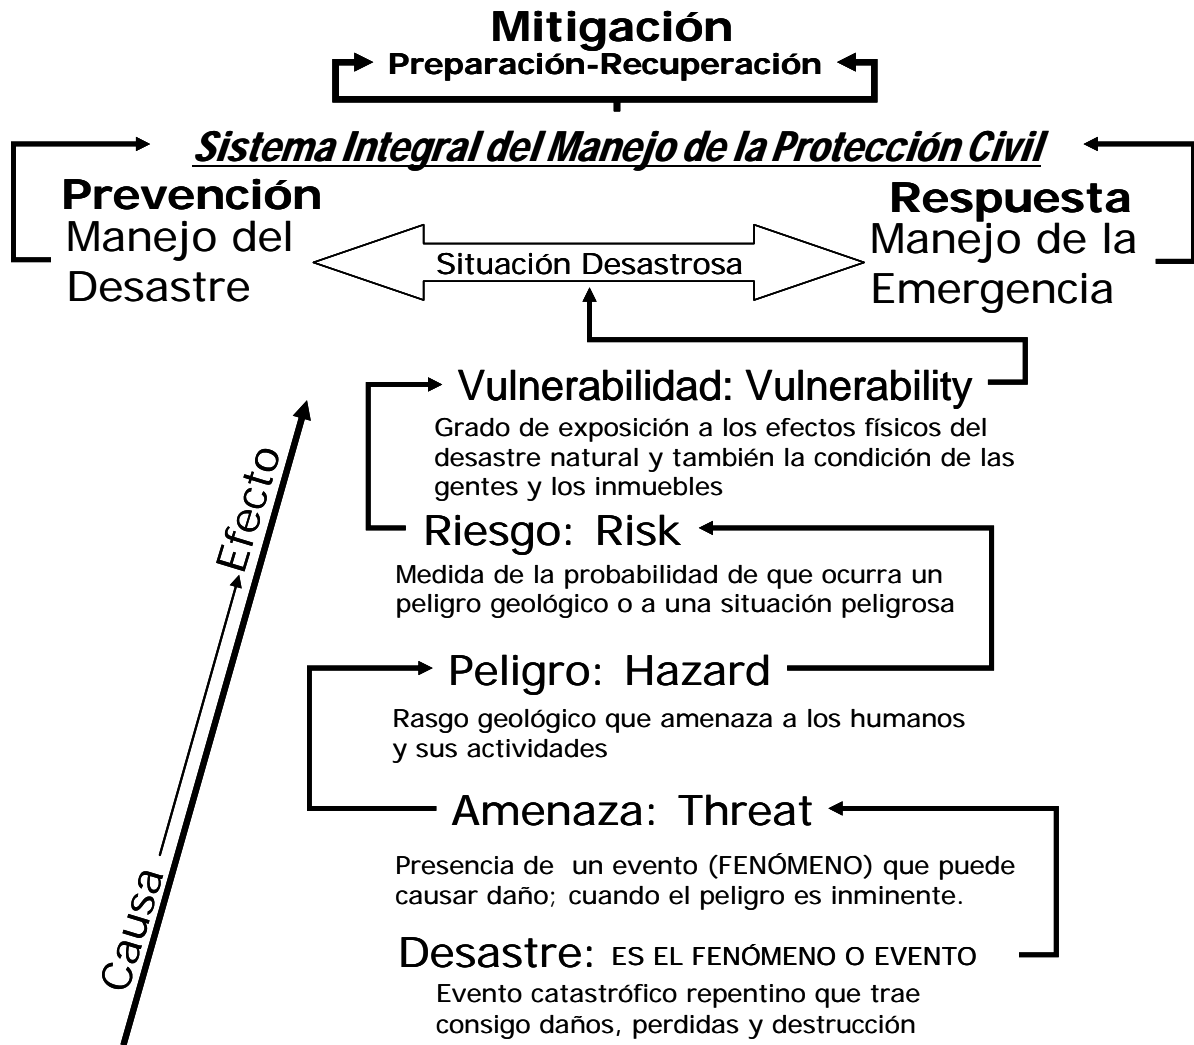 Mitigación
Preparación-Recuperación
Sistema Integral del Manejo de la Protección Civil
Prevención
Manejo del
Desastre
Situación Desastrosa
Respuesta
Manejo de la
Emergencia
Vulnerabilidad: Vulnerability
Grado de exposición a los efectos físicos del
desastre natural y también la condición de las
gentes y los inmuebles
Riesgo: Risk
Medida de la probabilidad de que ocurra un
peligro geológico o a una situación peligrosa
Peligro: Hazard
Rasgo geológico que amenaza a los humanos
y sus actividades
Amenaza: Threat
Presencia de un evento (FENÓMENO) que puede
causar daño; cuando el peligro es inminente.
Desastre: ES EL FENÓMENO O EVENTO
Evento catastrófico repentino que trae
consigo daños, perdidas y destrucción
Efecto
Causa